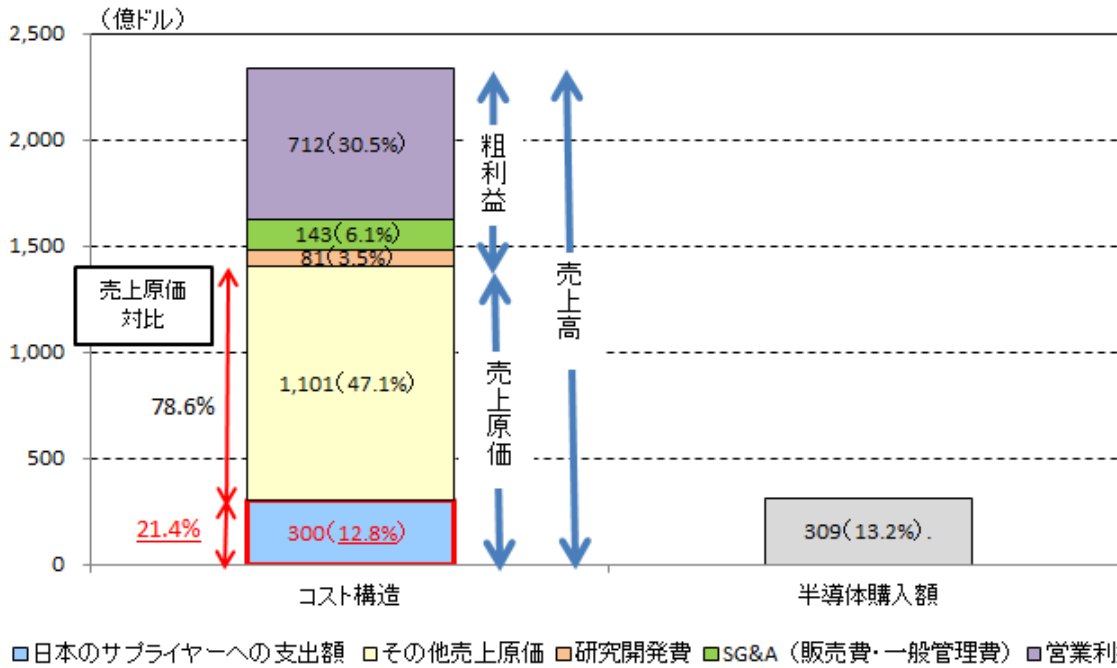 （億ドル）
2,500
2,000
1,500
1,000
500
0
712（30.5%）
143（6.1%）
81（3.5%）
1,101（47.1%）
300（12.8%）
粗利益
売上原価
売上高
売上原価
対比
78.6%
21.4%
309（13.2%）.
コスト構造
半導体購入額
日本のサプライヤーへの支出額 その他売上原価 研究開発費 SG&A（販売費・一般管理費） 営業利